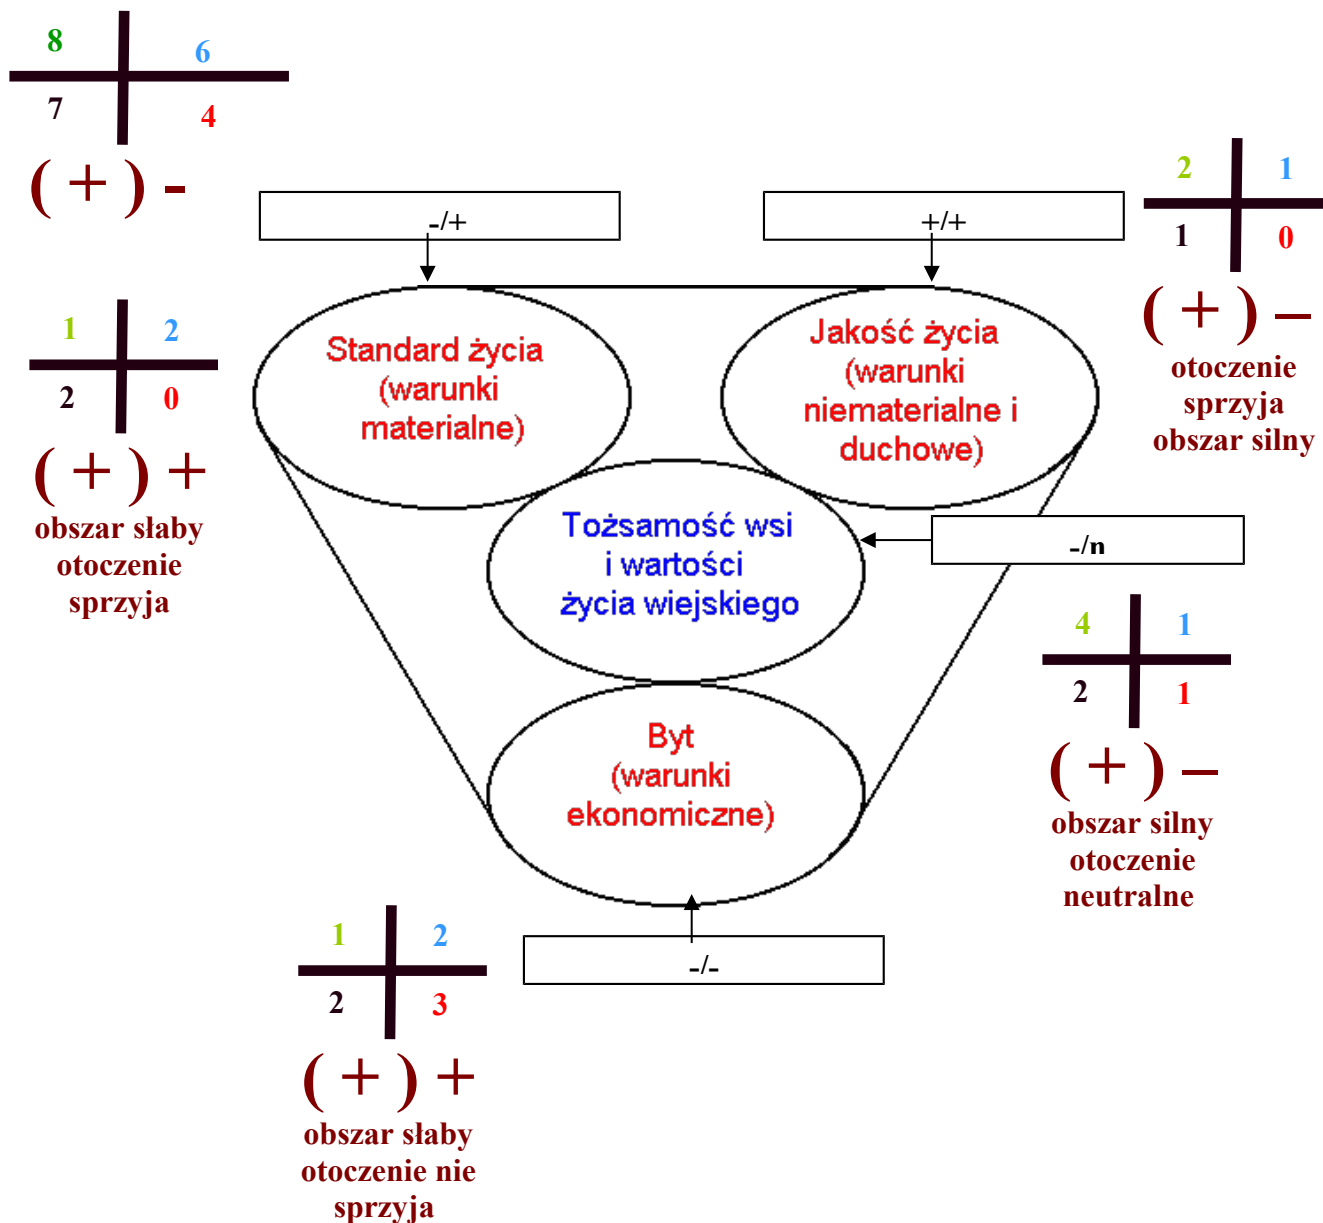 8 6
7 4
( + ) -
-/+
+/+
2 1
1 0
( + ) –
otoczenie
sprzyja
obszar silny
1 2
2 0
( + ) +
obszar słaby
otoczenie
sprzyja
Standard życia
(warunki
materialne)
Jakość życia
(warunki
niematerialne i
duchowe)
Tożsamość wsi
i wartości
życia wiejskiego
-/n
4 1
2 1
( + ) –
obszar silny
otoczenie
neutralne
Byt
(warunki
ekonomiczne)
-/-
1 2
2 3
( + ) +
obszar słaby
otoczenie nie
sprzyja